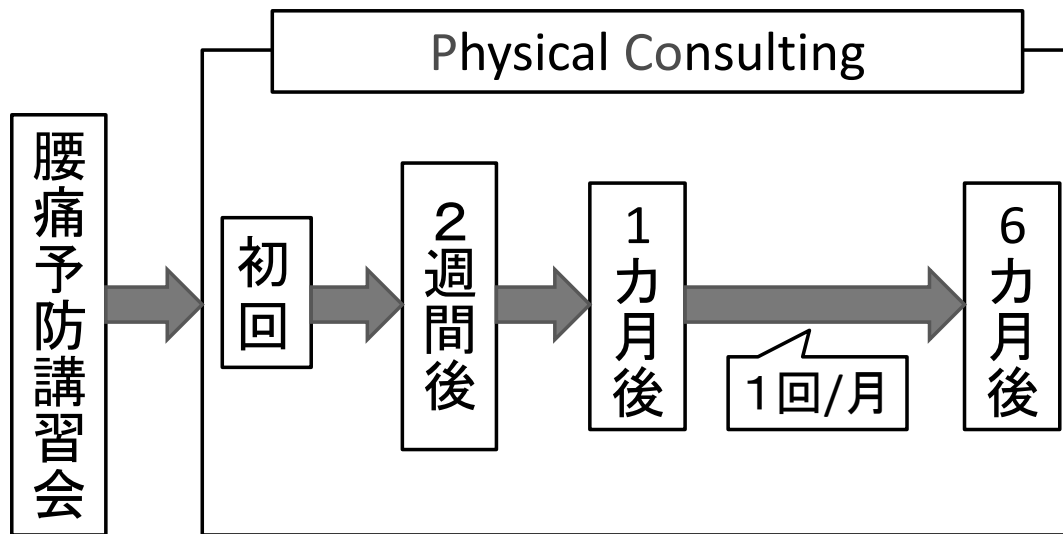 Physical Consulting
腰痛予防講習会
初回
２週間後
1カ月後
１回/月
6カ月後